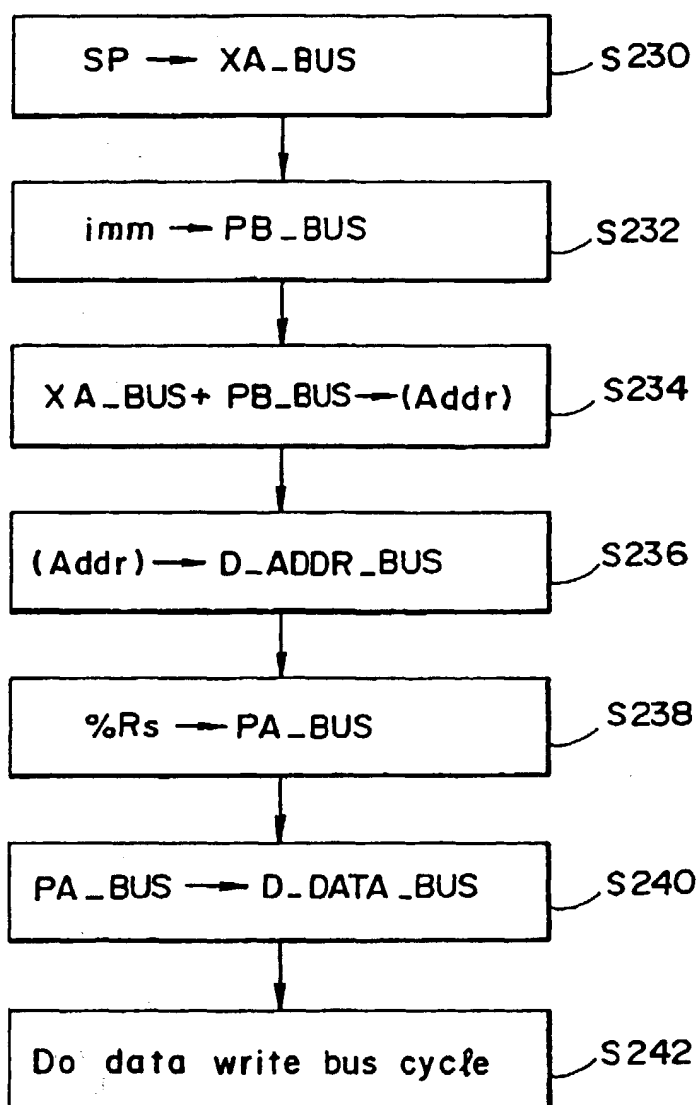 SP → XA_BUS S230
imm → PB_BUS S232
XA_BUS + PB_BUS → (Addr) S234
(Addr) → D_ADDR_BUS S236
%Rs → PA_BUS S238
PA_BUS → D_DATA_BUS S240
Do data write bus cycle S242